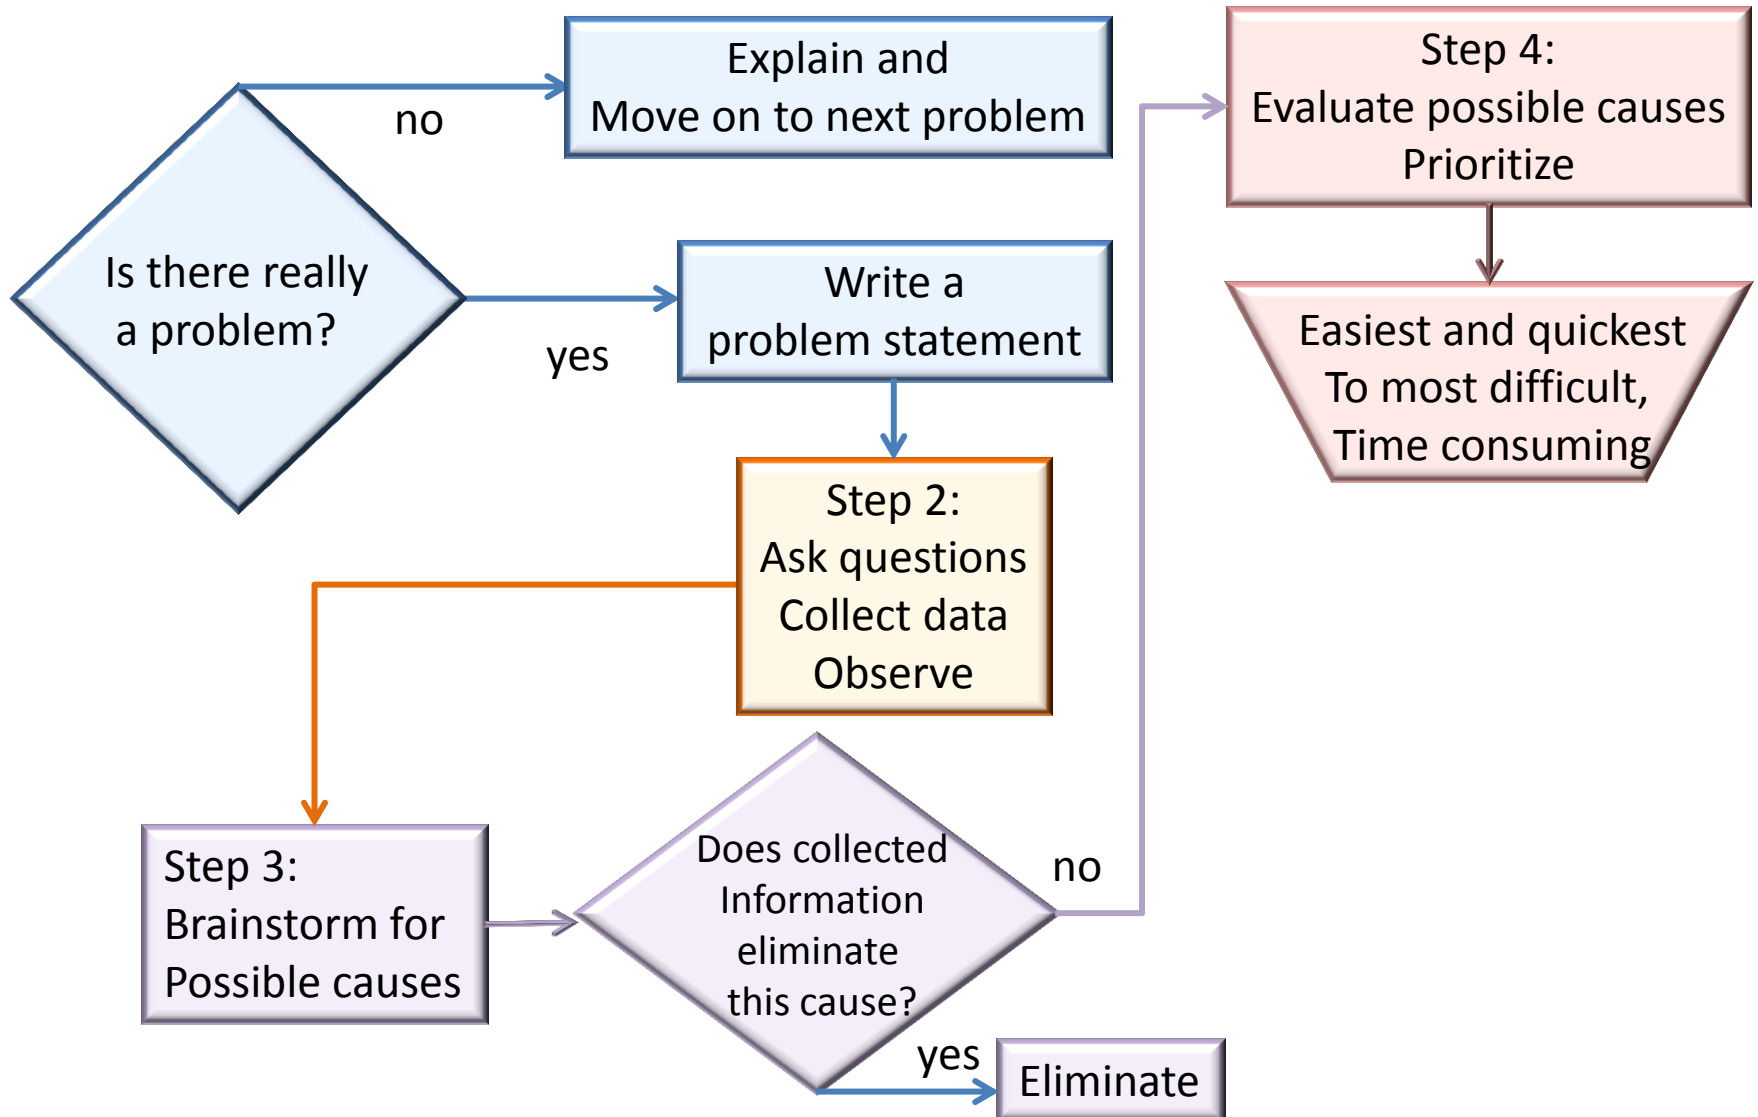 Is there really
a problem?
no
Explain and
Move on to next problem
yes
Write a
problem statement
Step 2:
Ask questions
Collect data
Observe
Step 3:
Brainstorm for
Possible causes
Does collected
Information
eliminate
this cause?
yes
Eliminate
no
Step 4:
Evaluate possible causes
Prioritize
Easiest and quickest
To most difficult,
Time consuming